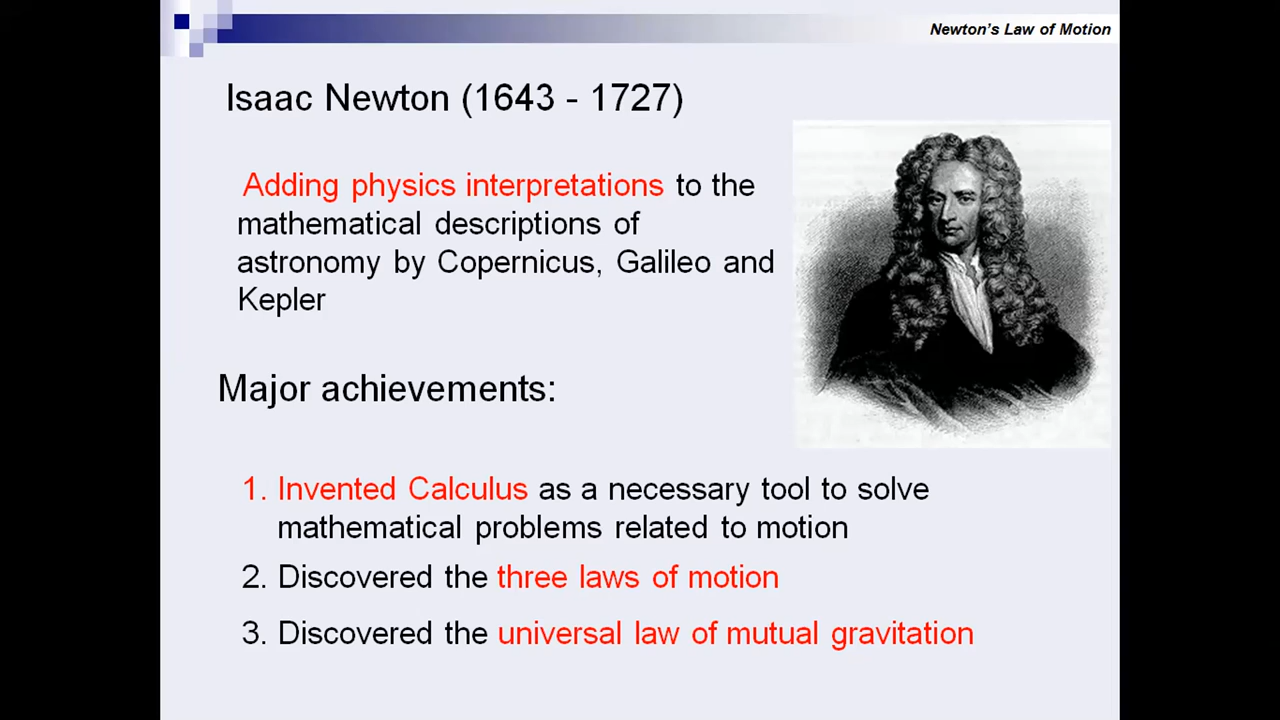 Newton's Law of Motion
Isaac Newton (1643 - 1727)
Adding physics interpretations to the
mathematical descriptions of
astronomy by Copernicus, Galileo and
Kepler
Major achievements:
1. Invented Calculus as a necessary tool to solve
mathematical problems related to motion
2. Discovered the three laws of motion
3. Discovered the universal law of mutual gravitation